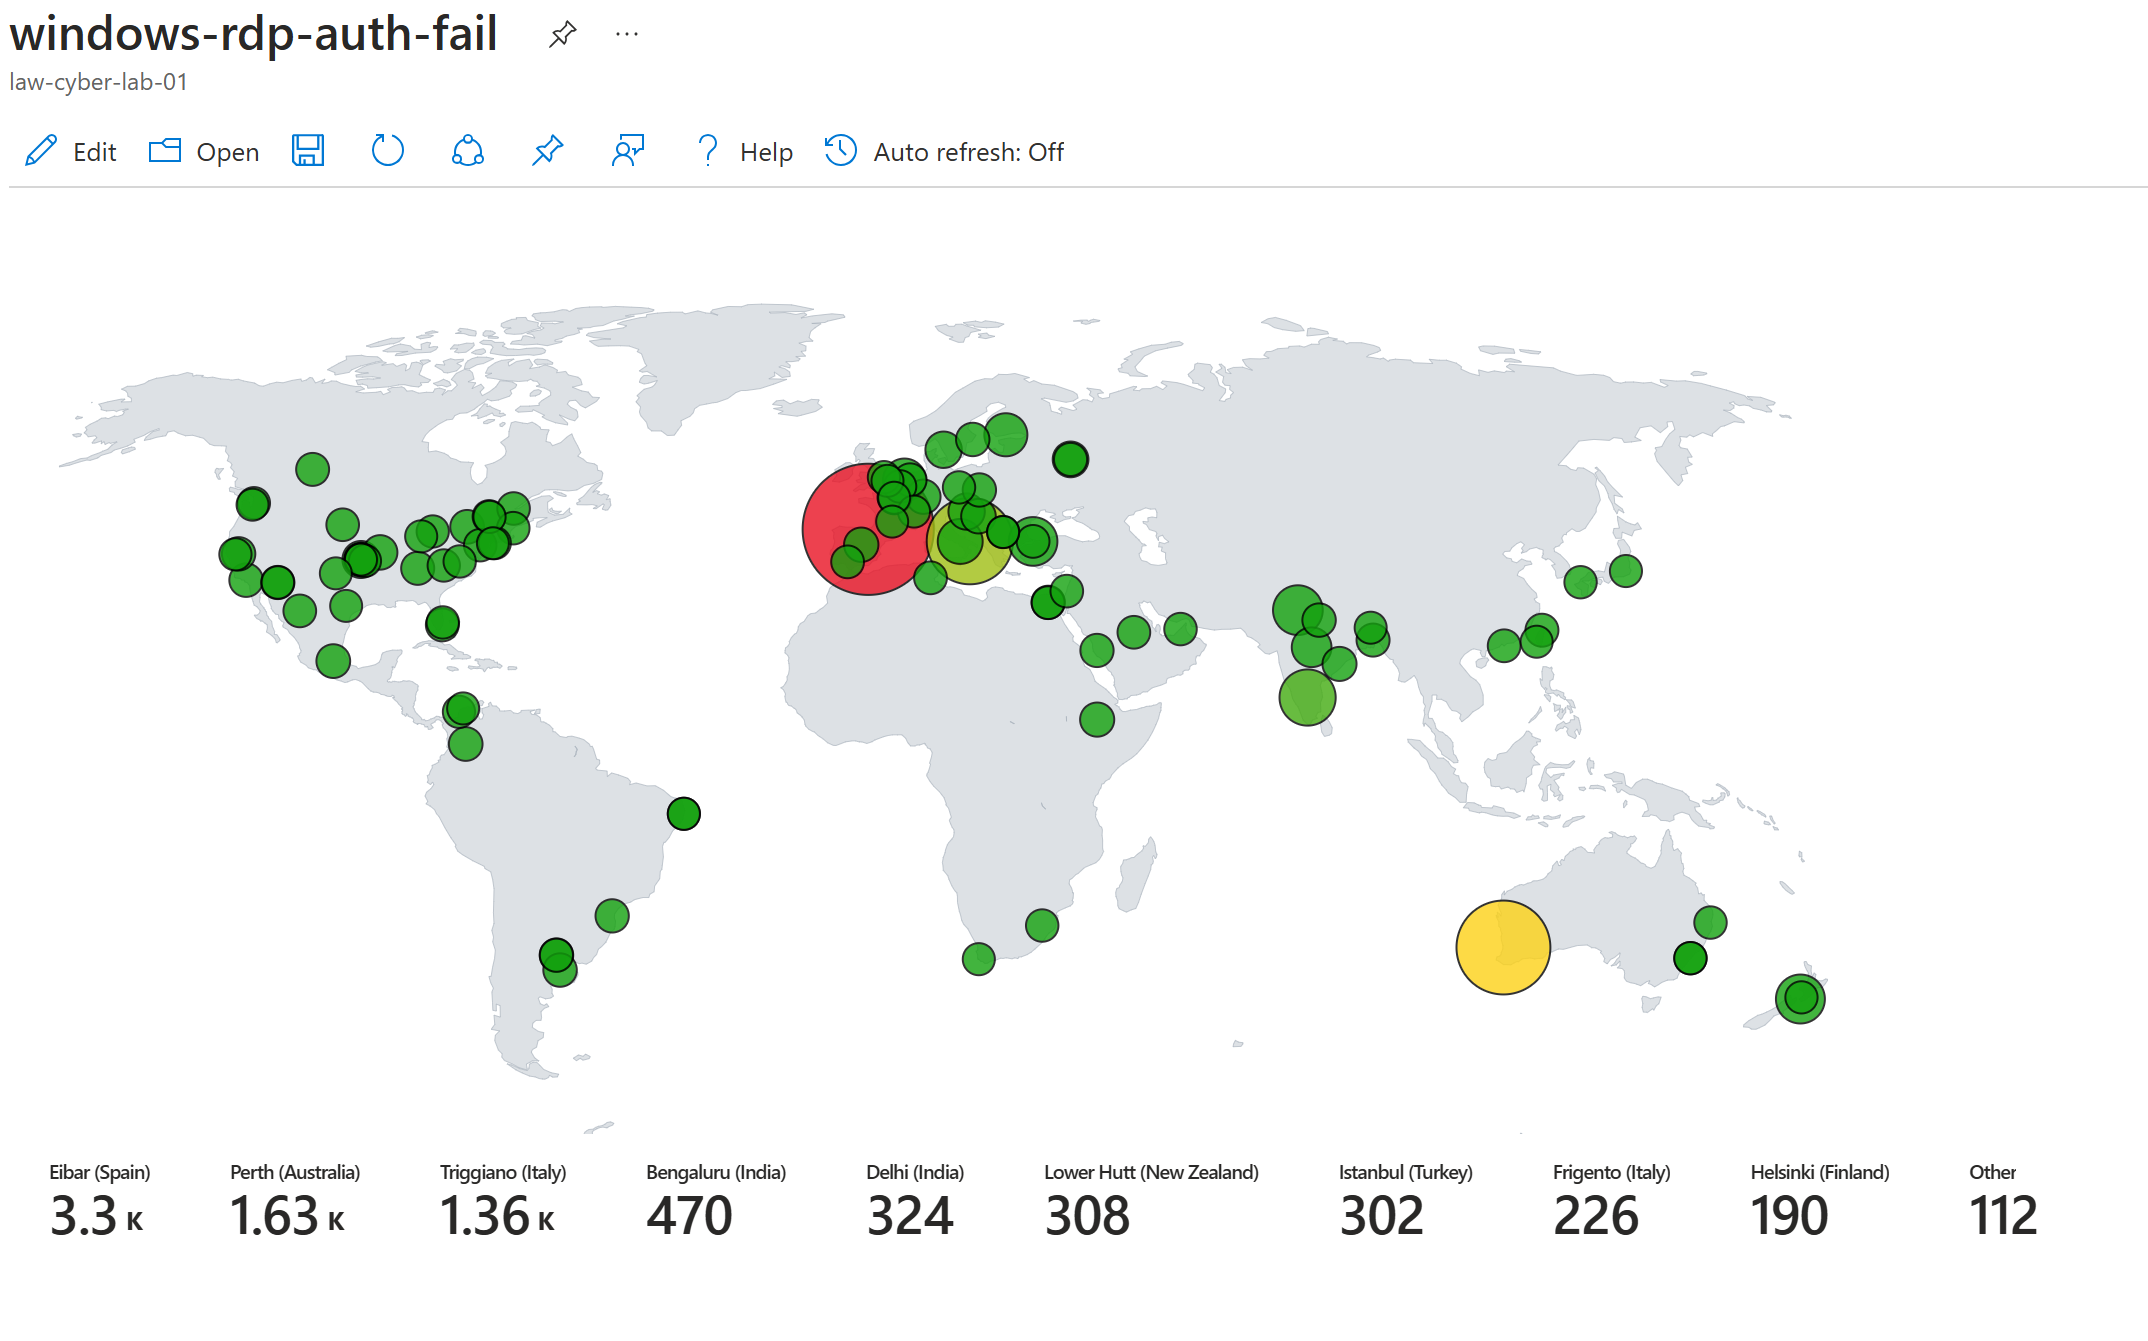 windows-rdp-auth-fail
law-cyber-lab-01
Edit Open Help Auto refresh: Off
Eibar (Spain) Perth (Australia) Triggiano (Italy) Bengaluru (India) Delhi (India) Lower Hutt (New Zealand) Istanbul (Turkey) Frigento (Italy) Helsinki (Finland) Other
3.3 K 1.63 K 1.36 K 470 324 308 302 226 190 112